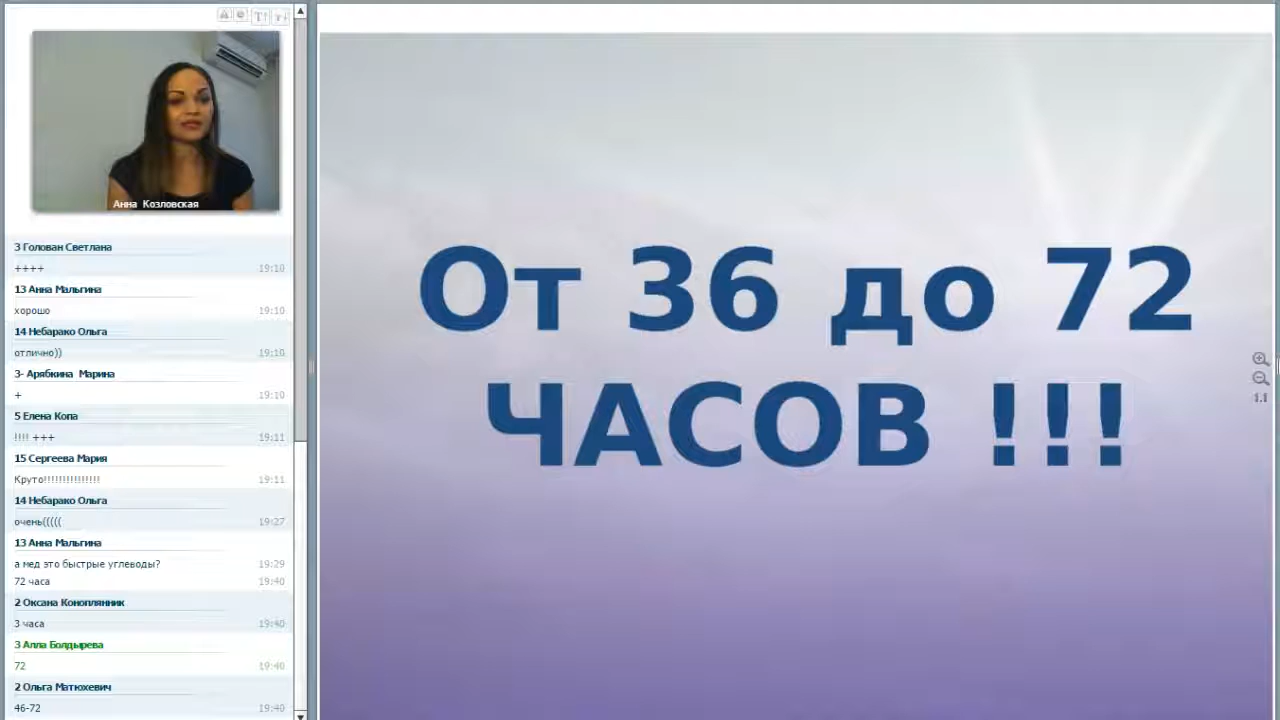 Анна Козловская
3 Голован Светлана
++++ 19:10
13 Анна Мальгина
хорошо 19:10
14 Небарако Ольга
отлично)) 19:10
3- Арябкина Марина
+ 19:10
5 Елена Копа
!!!! +++ 19:11
15 Сергеева Мария
Круто!!!!!!!!!!!!!!! 19:11
14 Небарако Ольга
очень((((( 19:27
13 Анна Мальгина
а мед это быстрые углеводы? 19:29
72 часа 19:40
2 Оксана Коноплянник
3 часа 19:40
3 Алла Болдырева
72 19:40
2 Ольга Матюхевич
46-72 19:40
От 36 до 72
ЧАСОВ !!!
1:1